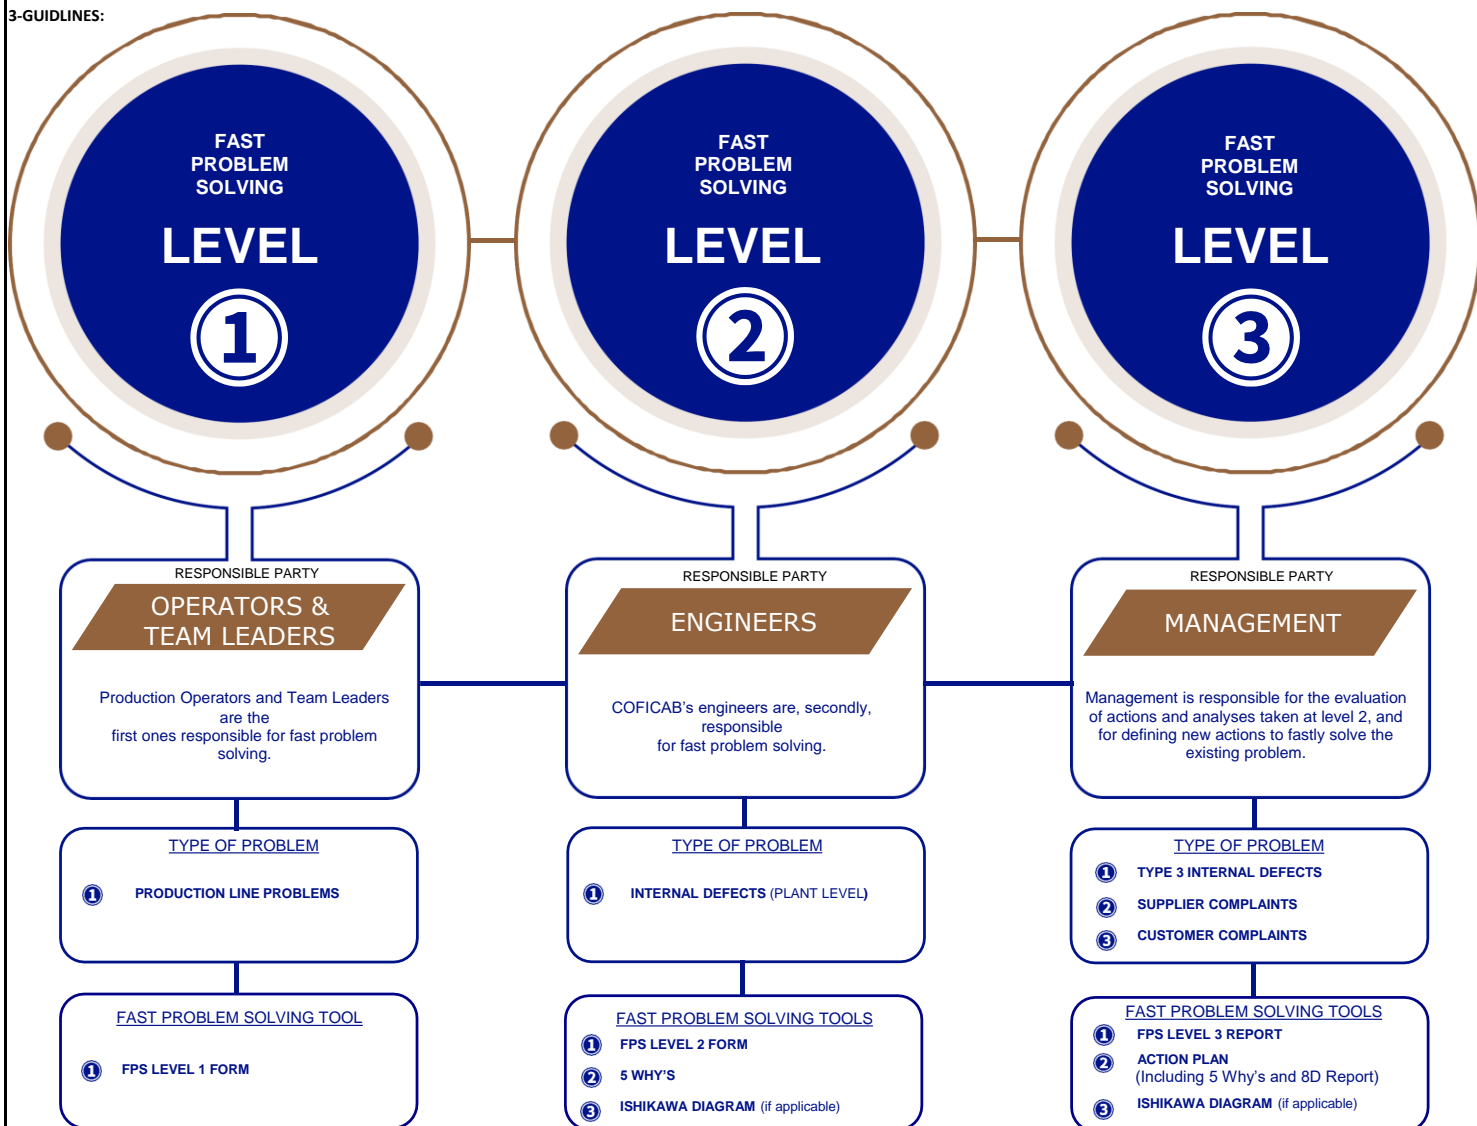 3-GUIDLINES:
FAST
PROBLEM
SOLVING
LEVEL
1
RESPONSIBLE PARTY
OPERATORS &
TEAM LEADERS
Production Operators and Team Leaders
are the
first ones responsible for fast problem
solving.
TYPE OF PROBLEM
1 PRODUCTION LINE PROBLEMS
FAST PROBLEM SOLVING TOOL
1 FPS LEVEL 1 FORM
FAST
PROBLEM
SOLVING
LEVEL
2
RESPONSIBLE PARTY
ENGINEERS
COFICAB's engineers are, secondly,
responsible
for fast problem solving.
TYPE OF PROBLEM
1 INTERNAL DEFECTS (PLANT LEVEL)
FAST PROBLEM SOLVING TOOLS
1 FPS LEVEL 2 FORM
2 5 WHY'S
3 ISHIKAWA DIAGRAM (if applicable)
FAST
PROBLEM
SOLVING
LEVEL
3
RESPONSIBLE PARTY
MANAGEMENT
Management is responsible for the evaluation
of actions and analyses taken at level 2, and
for defining new actions to fastly solve the
existing problem.
TYPE OF PROBLEM
1 TYPE 3 INTERNAL DEFECTS
2 SUPPLIER COMPLAINTS
3 CUSTOMER COMPLAINTS
FAST PROBLEM SOLVING TOOLS
1 FPS LEVEL 3 REPORT
2 ACTION PLAN
(Including 5 Why's and 8D Report)
3 ISHIKAWA DIAGRAM (if applicable)